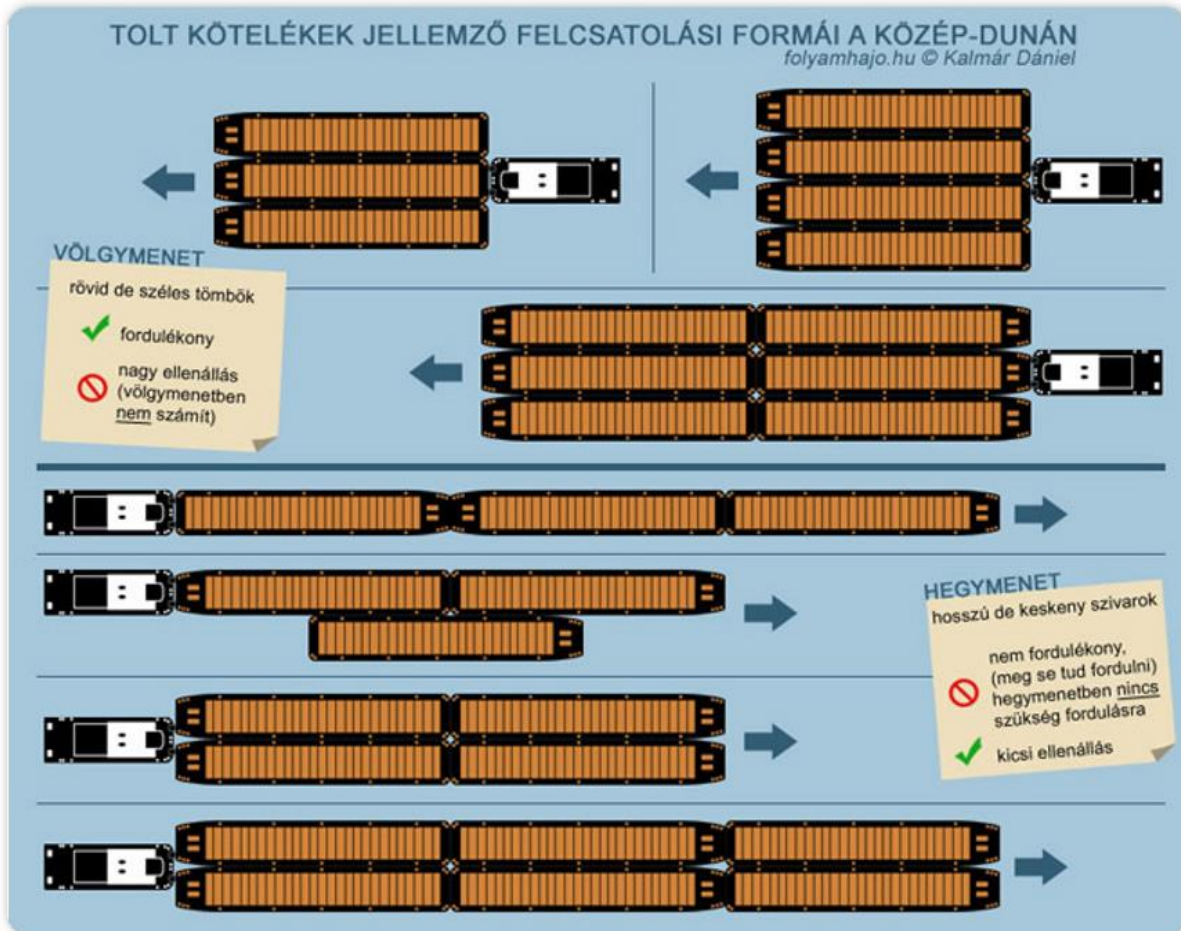 TOLT KÖTELÉKEK JELLEMZŐ FELCSATOLÁSI FORMÁI A KÖZÉP-DUNÁN
folyamhajo.hu © Kalmár Dániel
VÖLGYMENET
rövid de széles tömbök
fordulékony
nagy ellenállás
(völgymenetben
nem számít)
HEGYMENET
hosszú de keskeny szivarok
nem fordulékony,
(meg se tud fordulni)
hegymenetben nincs
szükség fordulásra
kicsi ellenállás